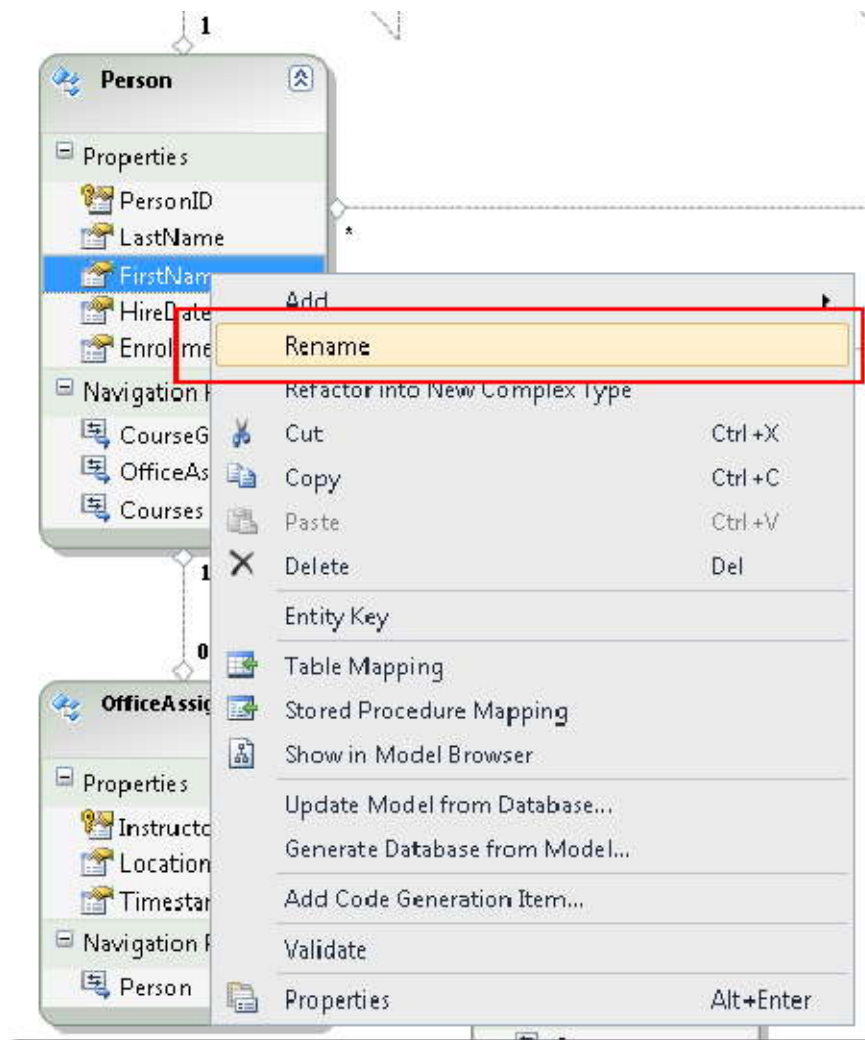 1
Person
Properties
PersonID
LastName
*
FirstNam
HireDate
Enrollme
Navigation P
CourseG
OfficeAs
Courses
Add
Rename
Refactor into New Complex Type
Cut Ctrl+X
Copy Ctrl+C
Paste Ctrl+V
Delete Del
Entity Key
Table Mapping
Stored Procedure Mapping
Show in Model Browser
Update Model from Database...
Generate Database from Model...
Add Code Generation Item...
Validate
Properties Alt+Enter
1
0
OfficeAssig
Properties
Instructo
Location
Timestar
Navigation P
Person